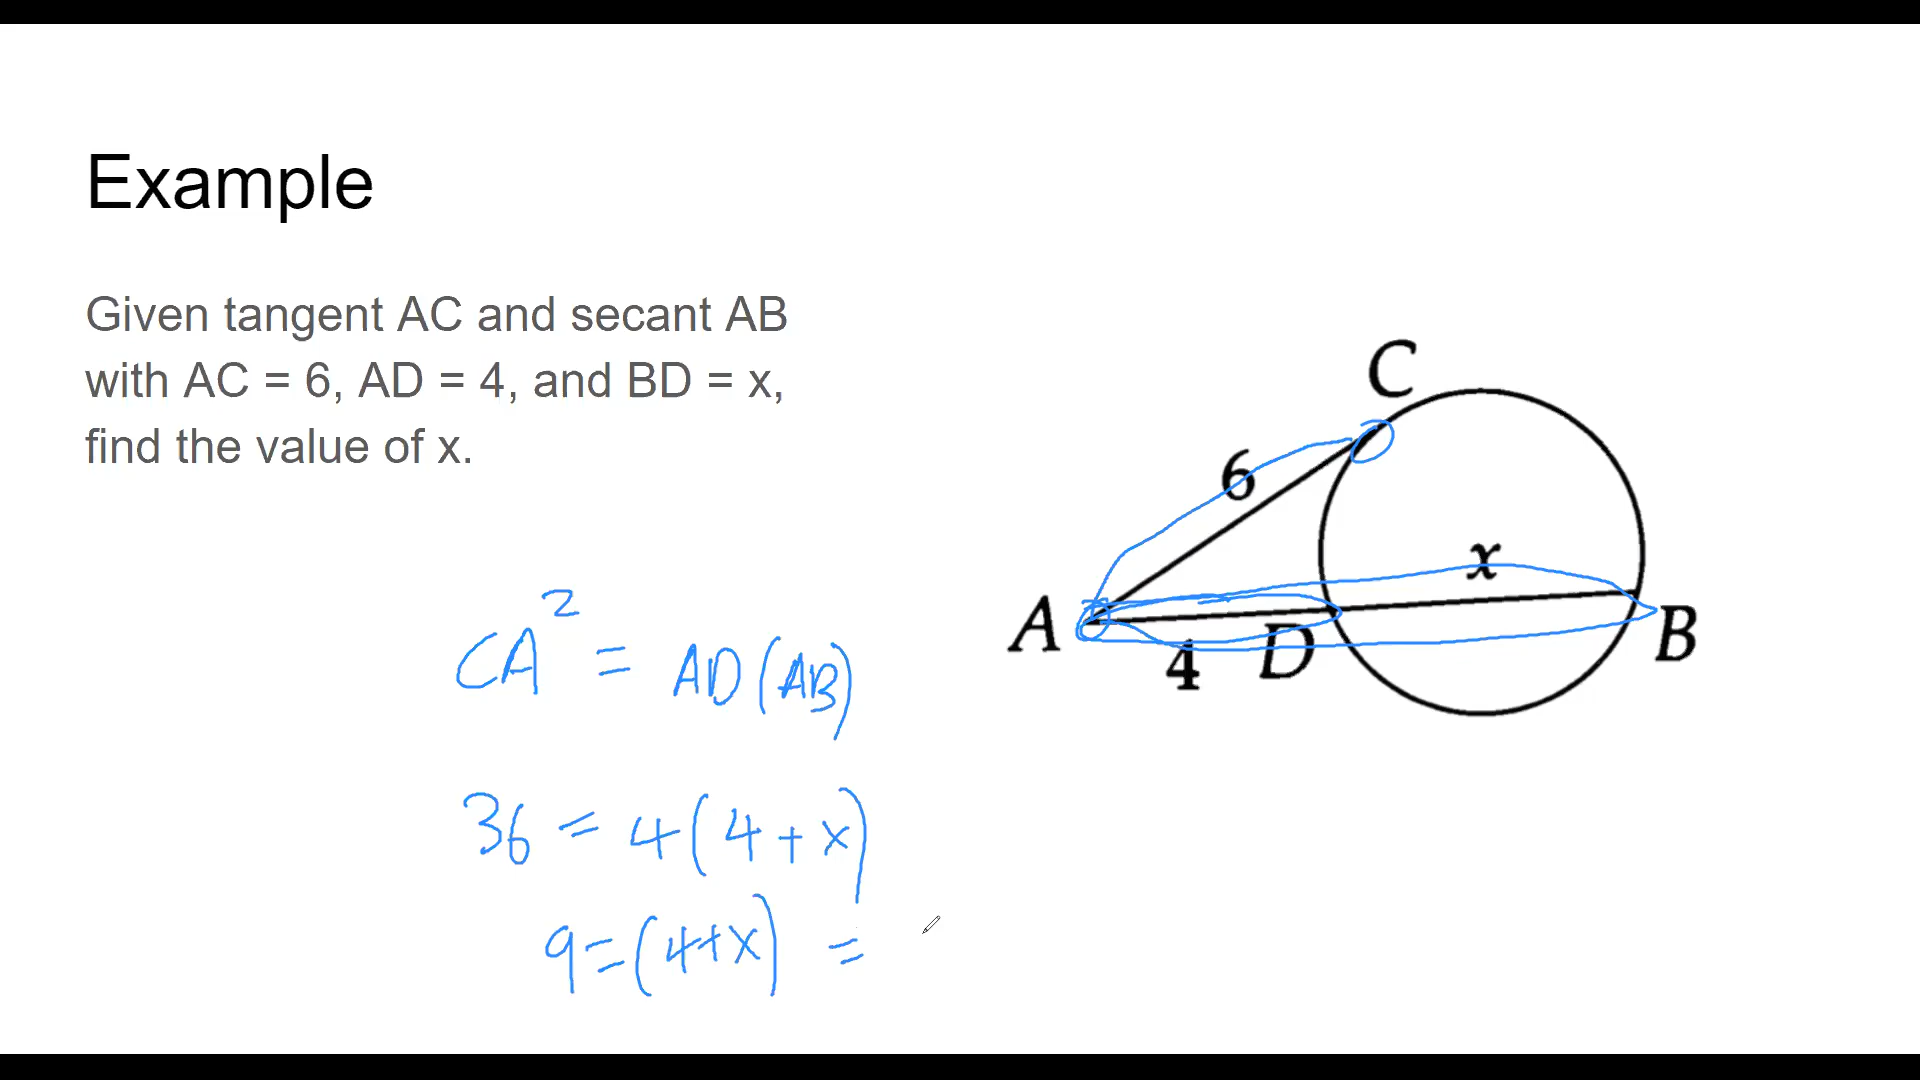 Example
Given tangent AC and secant AB
with AC = 6, AD = 4, and BD = x,
find the value of x.
C
6
x
A
4
D
B
CA² = AD(AB)
36 = 4(4+x)
9=(4+x) =